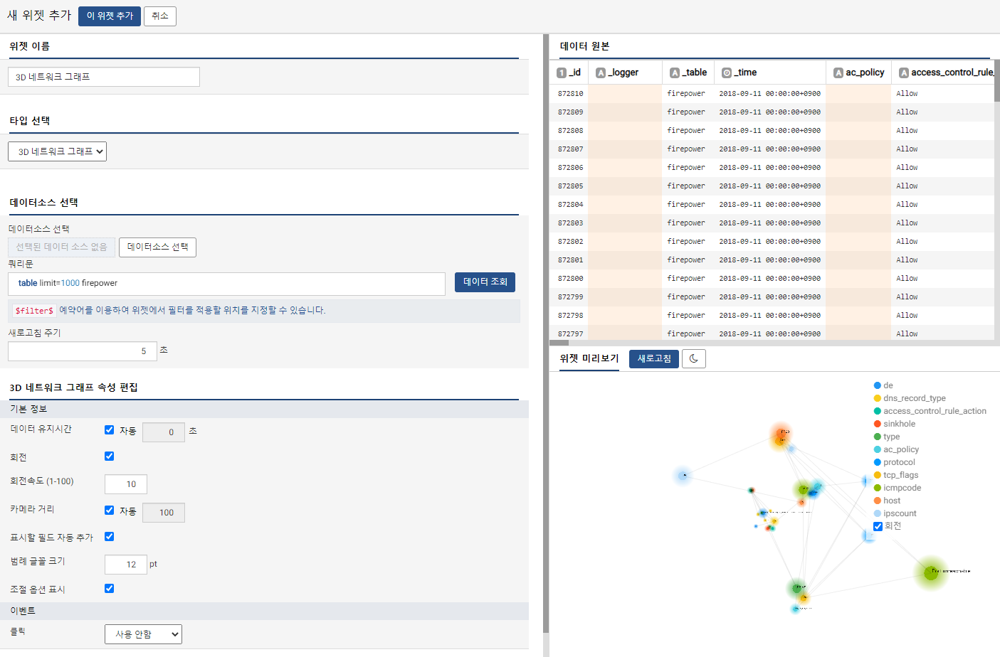 새 위젯 추가 이 위젯 추가 취소
위젯 이름
3D 네트워크 그래프
타입 선택
3D 네트워크 그래프
데이터소스 선택
데이터소스 선택
선택된 데이터 소스 없음 데이터소스 선택
쿼리문
table limit=1000 firepower 데이터 조회
$filter$ 예약어를 이용하여 위젯에서 필터를 적용할 위치를 지정할 수 있습니다.
새로고침 주기
5 초
3D 네트워크 그래프 속성 편집
기본 정보
데이터 유지시간 자동 0 초
회전
회전속도 (1-100) 10
카메라 거리 자동 100
표시할 필드 자동 추가
범례 글꼴 크기 12 pt
조절 옵션 표시
이벤트
클릭 사용 안함
데이터 원본
1 _id A _logger A _table _time A ac_policy A access_control_rule_
872810 firepower 2018-09-11 00:00:00+0900 Allow
872809 firepower 2018-09-11 00:00:00+0900 Allow
872808 firepower 2018-09-11 00:00:00+0900 Allow
872807 firepower 2018-09-11 00:00:00+0900 Allow
872806 firepower 2018-09-11 00:00:00+0900 Allow
872805 firepower 2018-09-11 00:00:00+0900 Allow
872804 firepower 2018-09-11 00:00:00+0900 Allow
872803 firepower 2018-09-11 00:00:00+0900 Allow
872802 firepower 2018-09-11 00:00:00+0900 Allow
872801 firepower 2018-09-11 00:00:00+0900 Allow
872800 firepower 2018-09-11 00:00:00+0900 Allow
872799 firepower 2018-09-11 00:00:00+0900 Allow
872798 firepower 2018-09-11 00:00:00+0900 Allow
872797 firepower 2018-09-11 00:00:00+0900 Allow
위젯 미리보기 새로고침
de
dns_record_type
access_control_rule_action
sinkhole
type
ac_policy
protocol
tcp_flags
icmpcode
host
ipscount
회전
Port unreachable